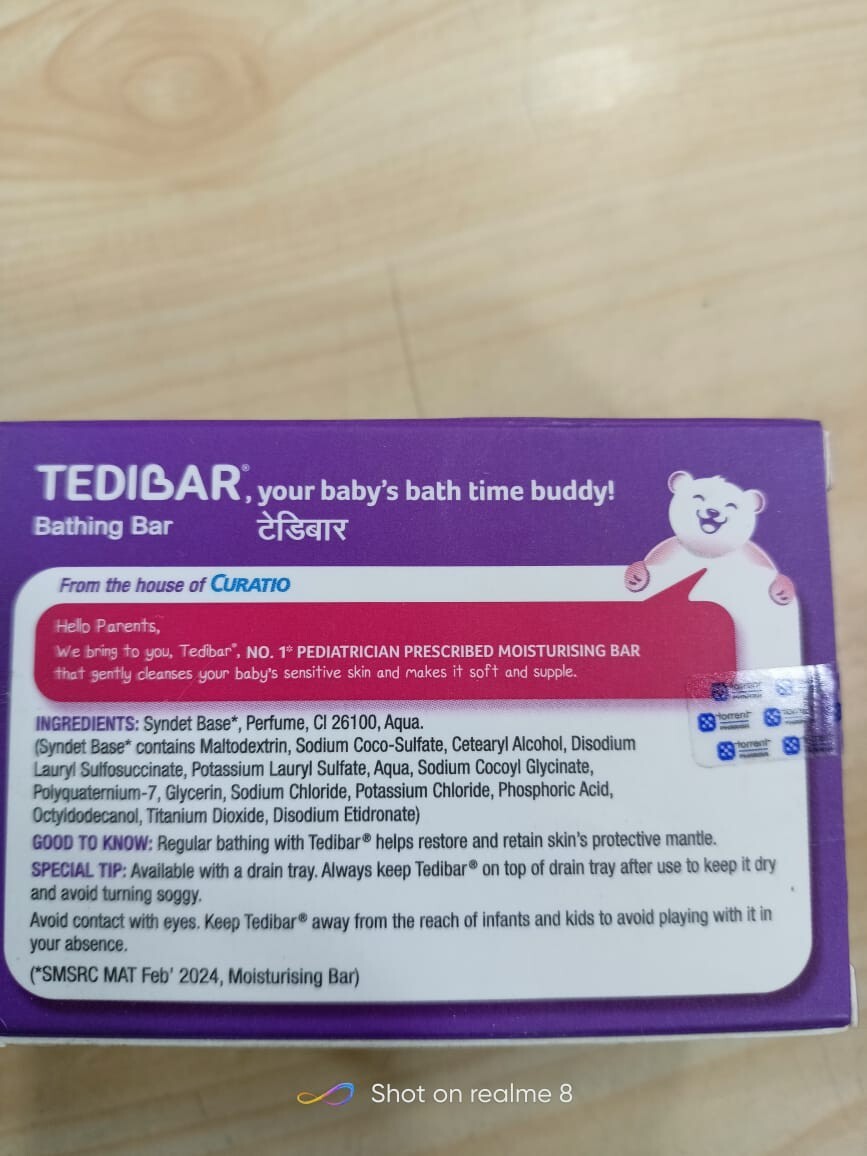 TEDIBAR®, your baby's bath time buddy!
Bathing Bar टेडिबार
From the house of CURATIO
Hello Parents,
We bring to you, Tedibar®, NO. 1* PEDIATRICIAN PRESCRIBED MOISTURISING BAR
that gently cleanses your baby's sensitive skin and makes it soft and supple.
INGREDIENTS: Syndet Base*, Perfume, CI 26100, Aqua.
(Syndet Base* contains Maltodextrin, Sodium Coco-Sulfate, Cetearyl Alcohol, Disodium
Lauryl Sulfosuccinate, Potassium Lauryl Sulfate, Aqua, Sodium Cocoyl Glycinate,
Polyquaternium-7, Glycerin, Sodium Chloride, Potassium Chloride, Phosphoric Acid,
Octyldodecanol, Titanium Dioxide, Disodium Etidronate)
GOOD TO KNOW: Regular bathing with Tedibar® helps restore and retain skin's protective mantle.
SPECIAL TIP: Available with a drain tray. Always keep Tedibar® on top of drain tray after use to keep it dry
and avoid turning soggy.
Avoid contact with eyes. Keep Tedibar® away from the reach of infants and kids to avoid playing with it in
your absence.
(*SMSRC MAT Feb' 2024, Moisturising Bar)
torrent
torrent
Shot on realme 8